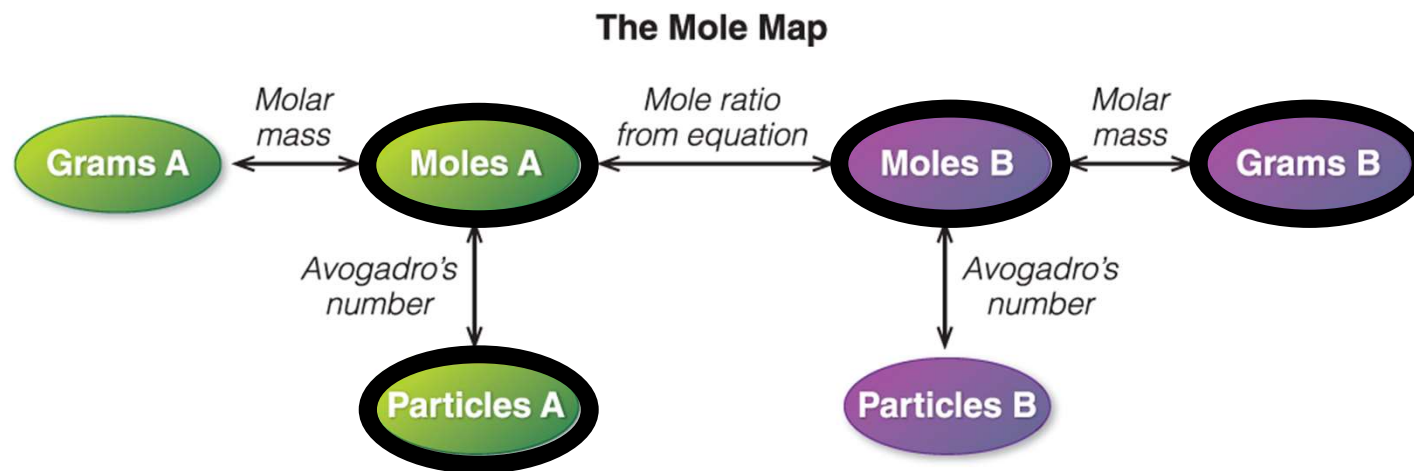 The Mole Map
Molar
mass
Mole ratio
from equation
Molar
mass
Grams A
Moles A
Moles B
Grams B
Avogadro's
number
Avogadro's
number
Particles A
Particles B